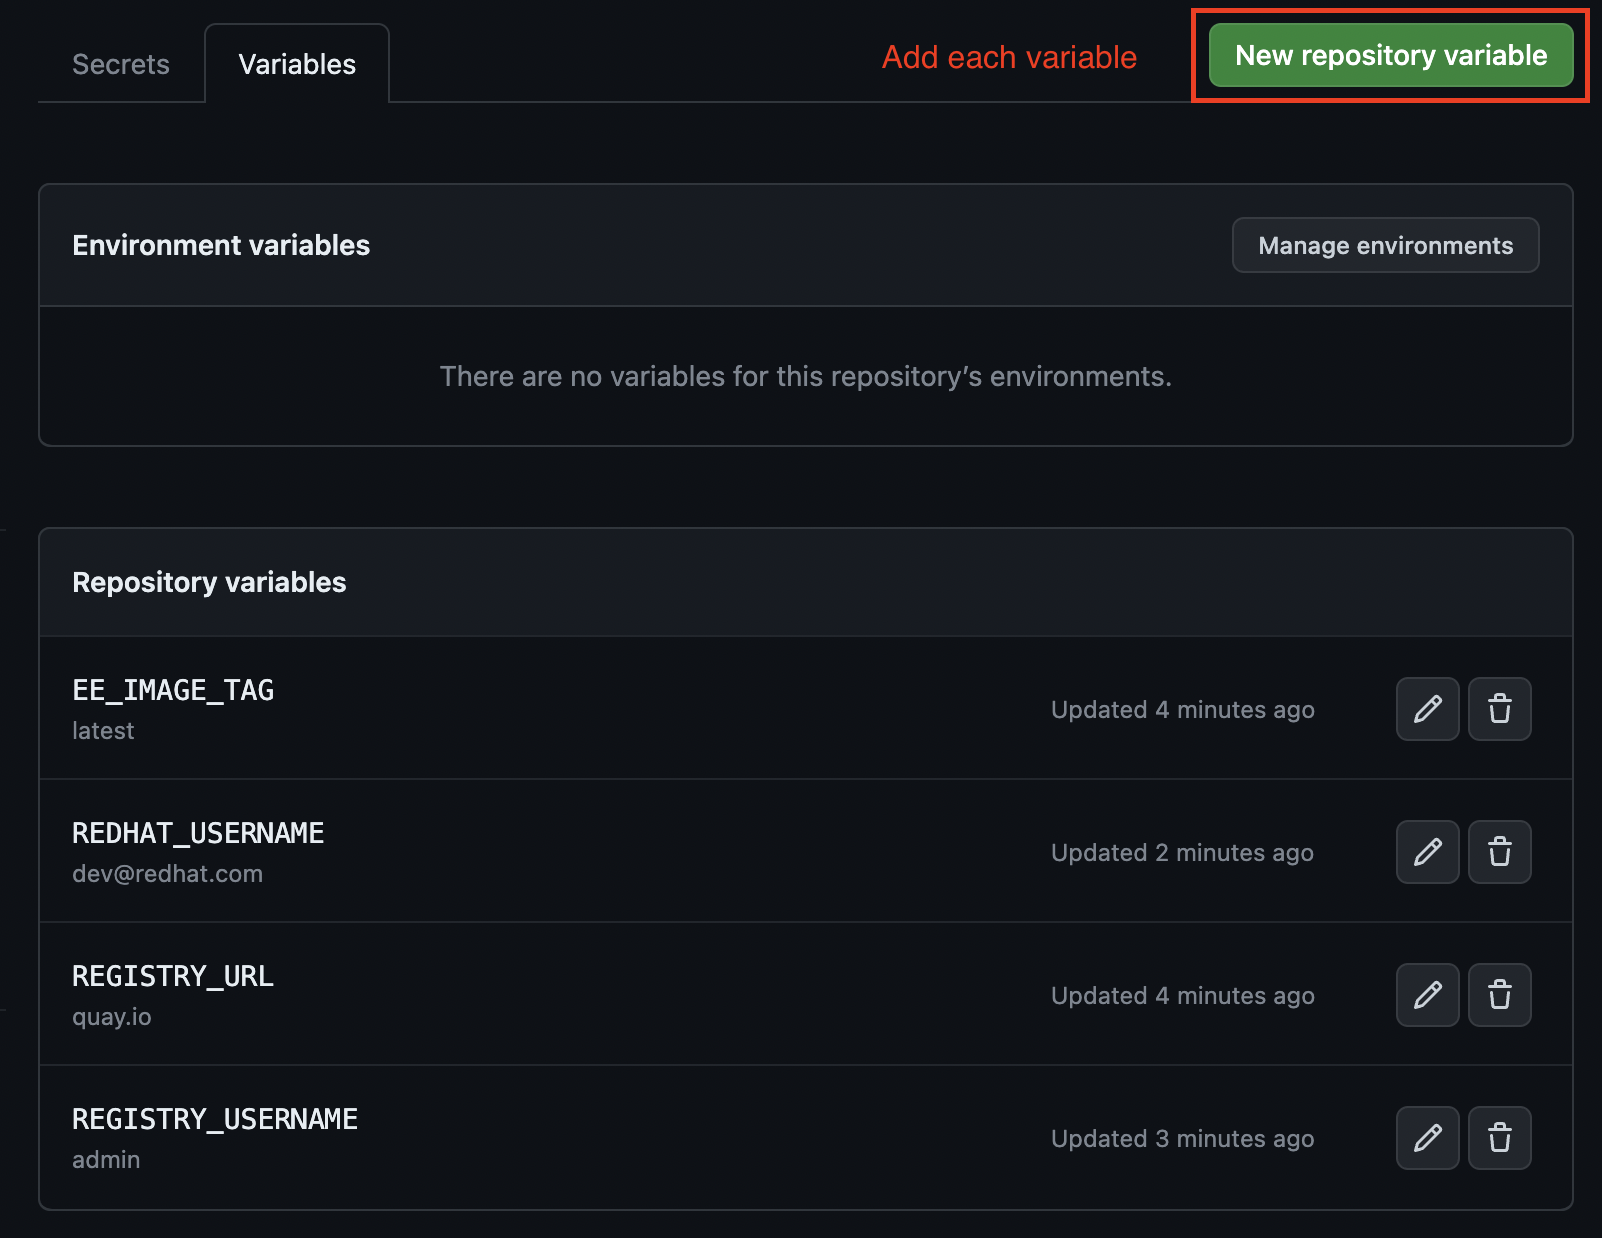 Secrets
Variables
Add each variable
New repository variable
Environment variables
Manage environments
There are no variables for this repository's environments.
Repository variables
EE_IMAGE_TAG
latest
Updated 4 minutes ago
REDHAT_USERNAME
dev@redhat.com
Updated 2 minutes ago
REGISTRY_URL
quay.io
Updated 4 minutes ago
REGISTRY_USERNAME
admin
Updated 3 minutes ago